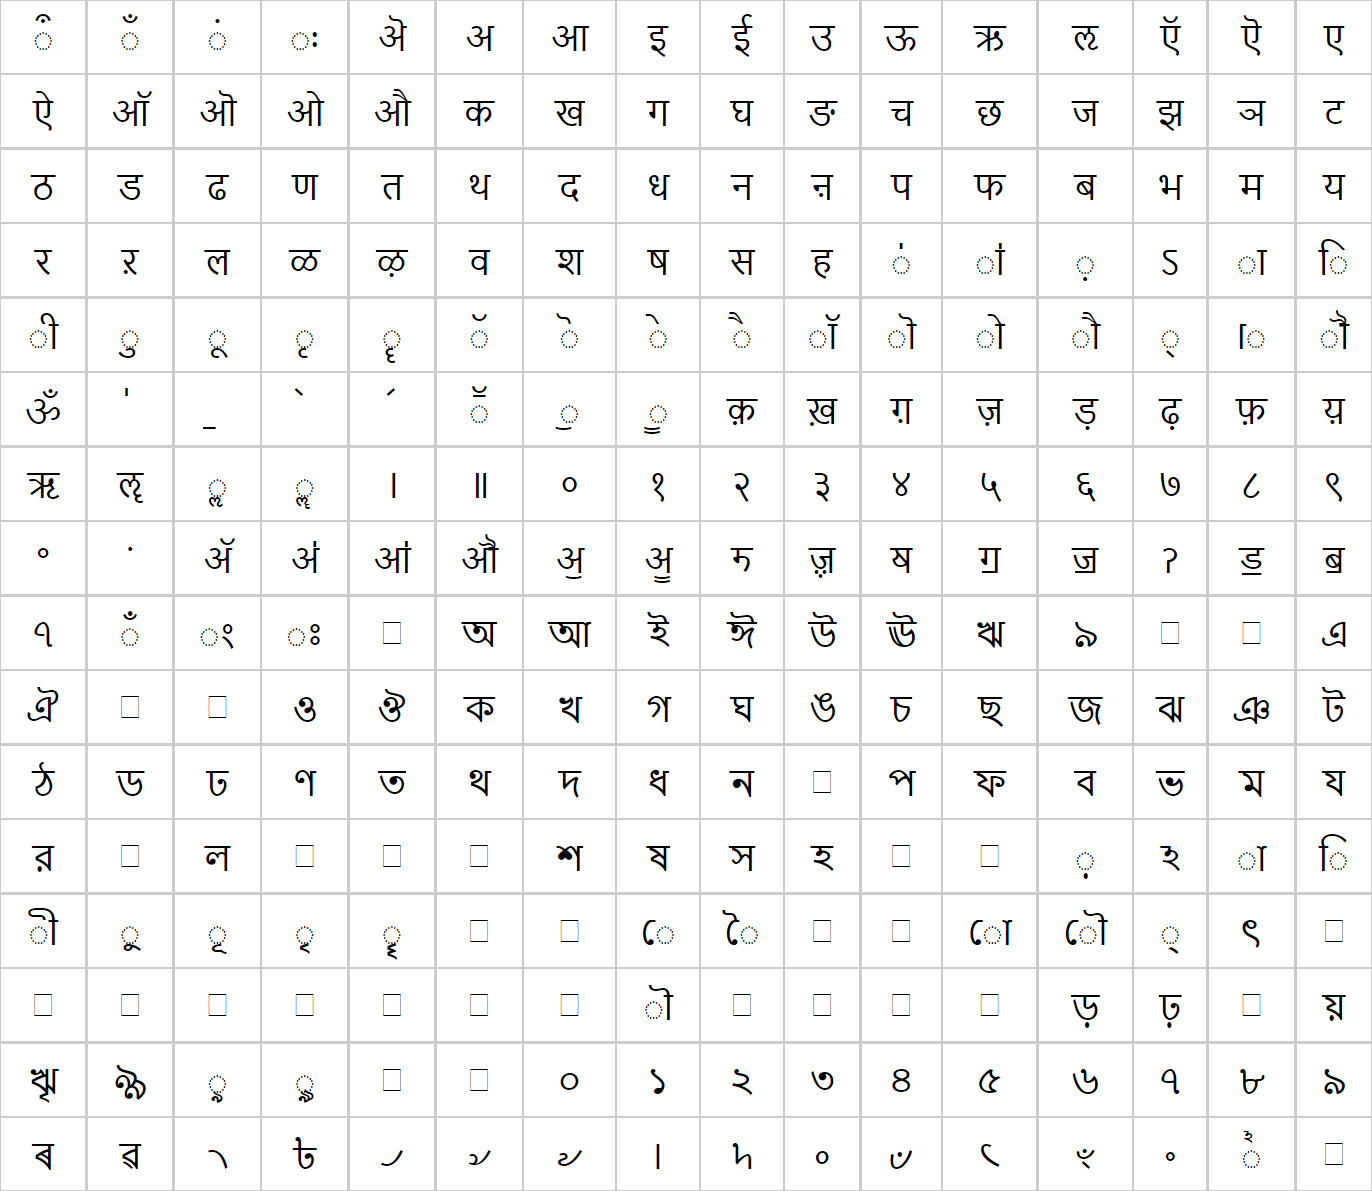 ◌ऀ ◌ँ ◌ं ◌ः ऄ अ आ इ ई उ ऊ ऋ ऌ ऍ ऎ ए
ऐ ऑ ऒ ओ औ क ख ग घ ङ च छ ज झ ञ ट
ठ ड ढ ण त थ द ध न ऩ प फ ब भ म य
र ऱ ल ळ ऴ व श ष स ह ◌ऺ ◌ऻ ◌़ ऽ ◌ा ◌ि
◌ी ◌ु ◌ू ◌ृ ◌ॄ ◌ॅ ◌ॆ ◌े ◌ै ◌ॉ ◌ॊ ◌ो ◌ौ ◌् ◌ॎ ◌ॏ
ॐ ॑ ॒ ॓ ॔ ◌ॕ ◌ॖ ◌ॗ क़ ख़ ग़ ज़ ड़ ढ़ फ़ य़
ॠ ॡ ◌ॢ ◌ॣ । ॥ ० १ २ ३ ४ ५ ६ ७ ८ ९
॰ ॱ ॲ ॳ ॴ ॵ ॶ ॷ ॸ ॹ ॺ ॻ ॼ ॽ ॾ ॿ
ঀ ◌ঁ ◌ং ◌ঃ অ আ ই ঈ উ ঊ ঋ ঌ এ
ঐ ও ঔ ক খ গ ঘ ঙ চ ছ জ ঝ ঞ ট
ঠ ড ঢ ণ ত থ দ ধ ন প ফ ব ভ ম য
র ল শ ষ স হ ◌় ঽ ◌া ◌ি
◌ী ◌ু ◌ূ ◌ৃ ◌ৄ ◌ে ◌ৈ ◌ো ◌ৌ ◌্ ৎ
◌ৗ ড় ঢ় য়
ৠ ৡ ◌ৢ ◌ৣ ০ ১ ২ ৩ ৪ ৫ ৬ ৭ ৮ ৯
ৰ ৱ ৲ ৳ ৴ ৵ ৶ ৷ ৸ ৹ ৺ ৻ ৼ ৽ ◌৾